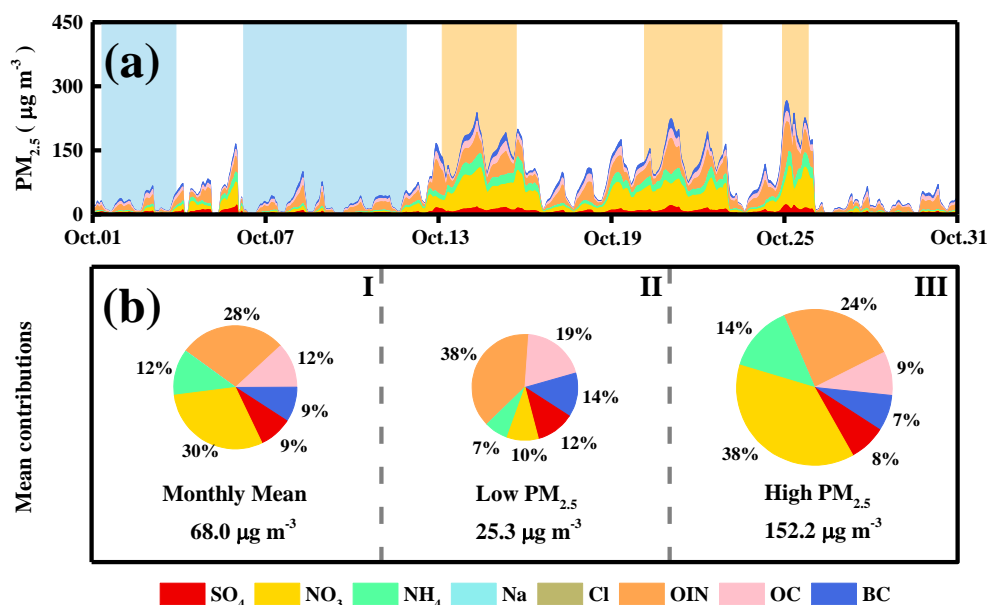 450
300
150
0
PM2.5 ( μg m-3)
(a)
Oct.01 Oct.07 Oct.13 Oct.19 Oct.25 Oct.31
Mean contributions
(b)
I
28%
12%
12%
9%
30%
9%
Monthly Mean
68.0 μg m-3
II
38%
19%
14%
7%
10%
12%
Low PM2.5
25.3 μg m-3
III
24%
14%
9%
7%
38%
8%
High PM2.5
152.2 μg m-3
SO4 NO3 NH4 Na Cl OIN OC BC